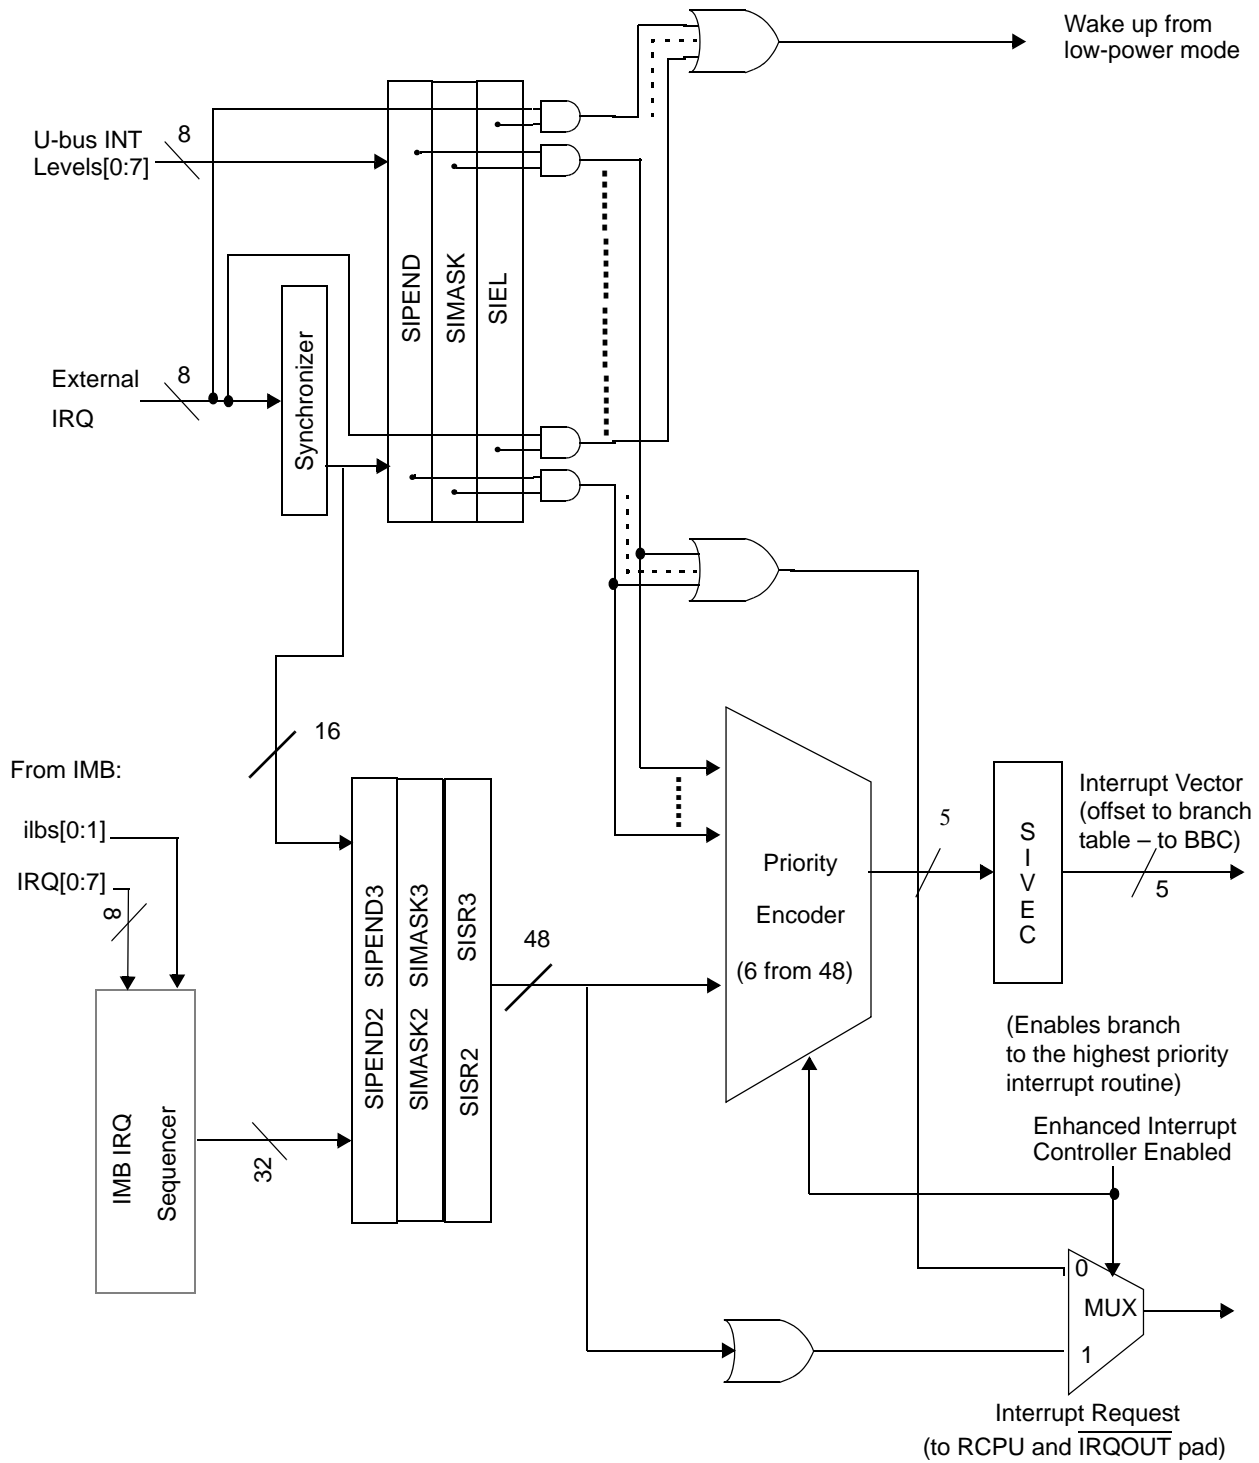 Wake up from
low-power mode
U-bus INT
Levels[0:7]
8
SIPEND
SIMASK
SIEL
Synchronizer
External
IRQ
8
16
From IMB:
ilbs[0:1]
IRQ[0:7]
8
IMB IRQ
Sequencer
32
SIPEND2 SIPEND3
SIMASK2 SIMASK3
SISR2 SISR3
48
Priority
Encoder
(6 from 48)
5
SIVEC
Interrupt Vector
(offset to branch
table – to BBC)
5
(Enables branch
to the highest priority
interrupt routine)
Enhanced Interrupt
Controller Enabled
0
MUX
1
Interrupt Request
(to RCPU and IRQOUT pad)